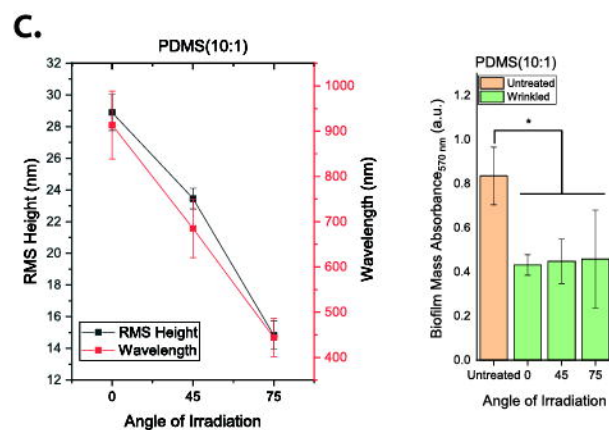 C.
PDMS(10:1)
32
30
28
26
24
22
20
18
16
14
12
RMS Height (nm)
1000
900
800
700
600
500
400
Wavelength (nm)
RMS Height
Wavelength
0
45
75
Angle of Irradiation
PDMS(10:1)
Untreated
Wrinkled
*
1.2
1.0
0.8
0.6
0.4
0.2
0.0
Biofilm Mass Absorbance570 nm (a.u.)
Untreated 0 45 75
Angle of Irradiation